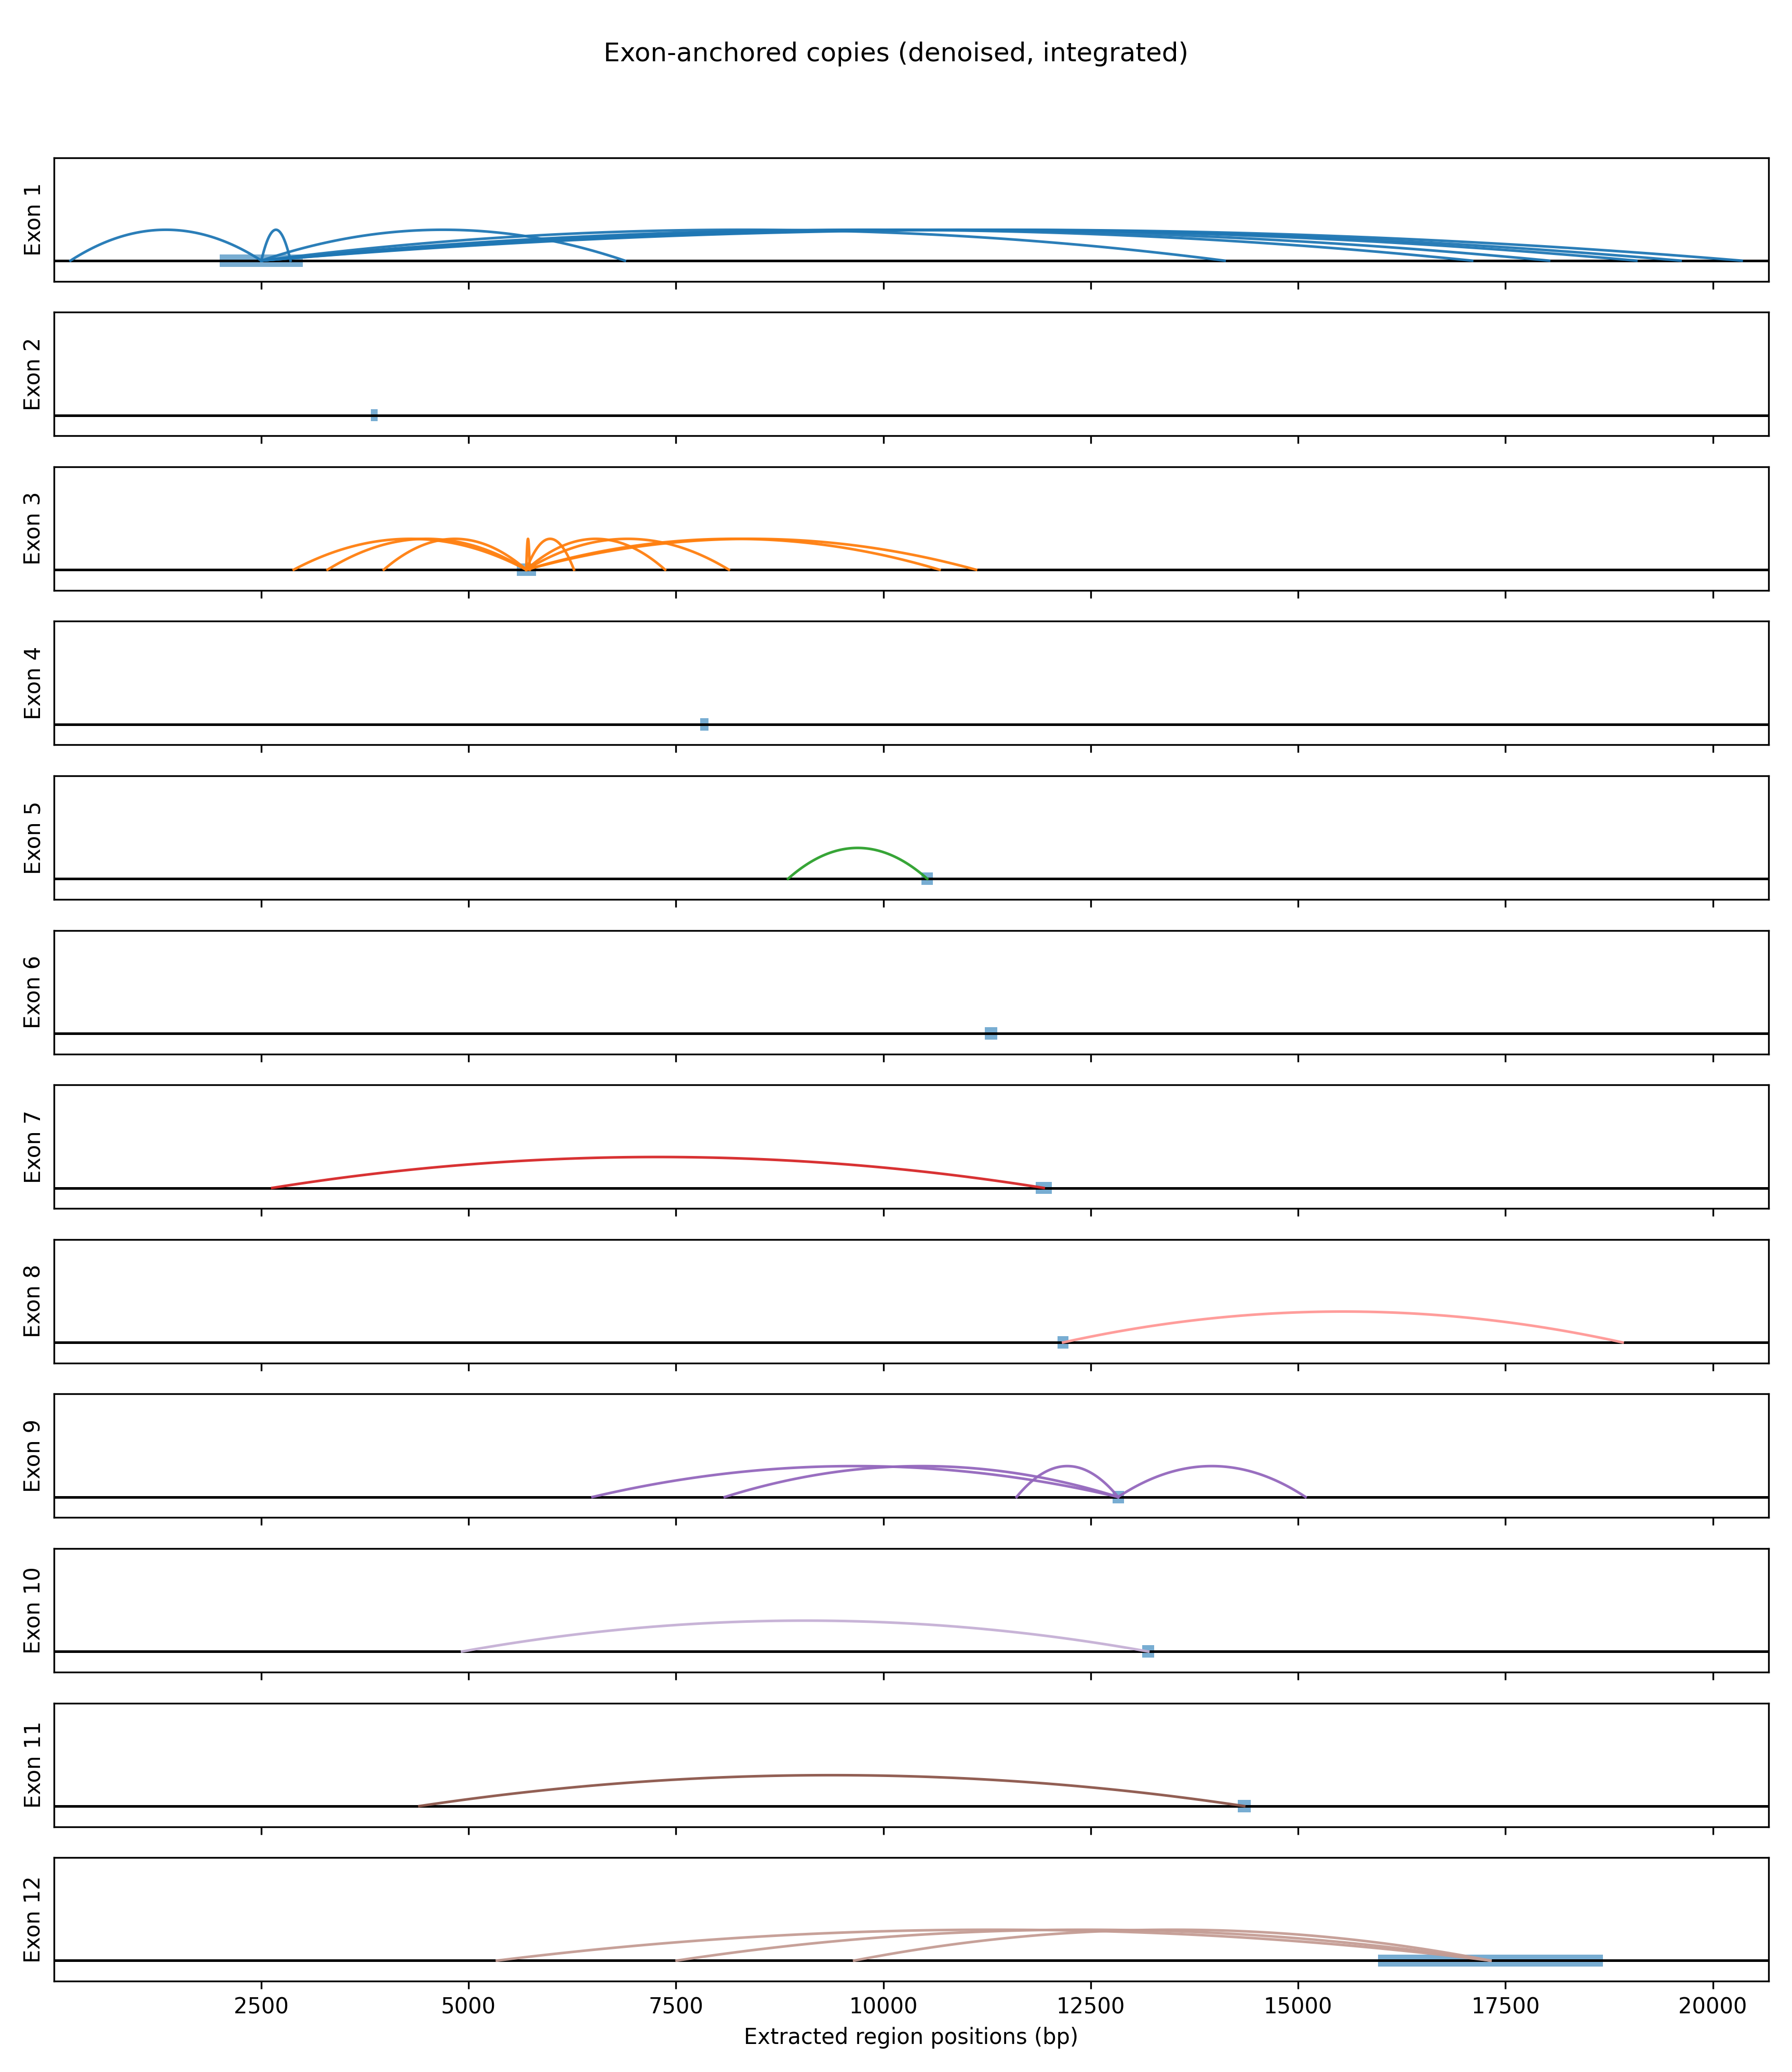 Exon-anchored copies (denoised, integrated)
Exon 1
Exon 2
Exon 3
Exon 4
Exon 5
Exon 6
Exon 7
Exon 8
Exon 9
Exon 10
Exon 11
Exon 12
2500 5000 7500 10000 12500 15000 17500 20000
Extracted region positions (bp)